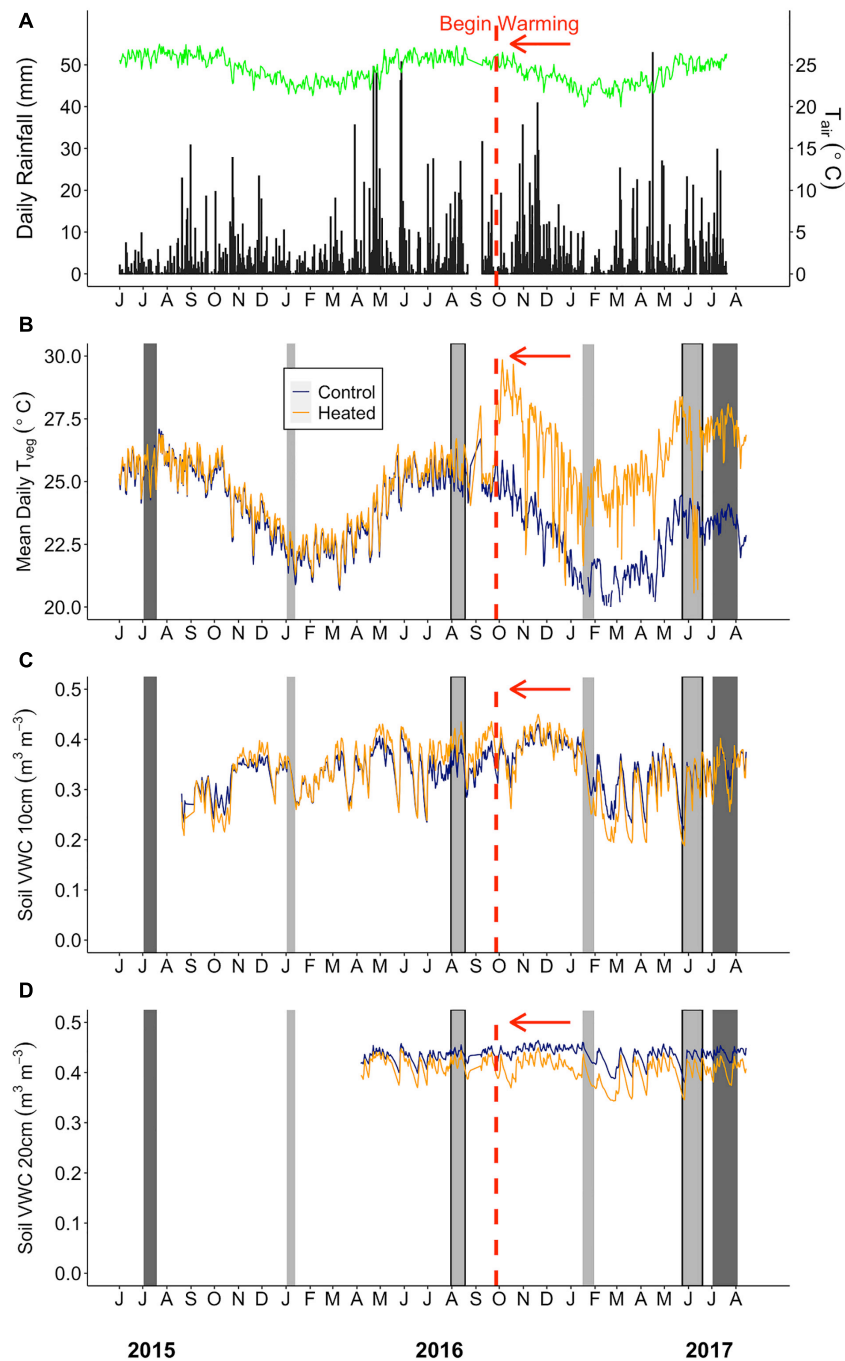 A
Begin Warming
Daily Rainfall (mm)
50
40
30
20
10
0
25
20
15
10
5
0
T air (° C)
J J A S O N D J F M A M J J A S O N D J F M A M J J A
B
Mean Daily Tveg (° C)
30.0
27.5
25.0
22.5
20.0
Control
Heated
J J A S O N D J F M A M J J A S O N D J F M A M J J A
C
Soil VWC 10cm (m³ m⁻³)
0.5
0.4
0.3
0.2
0.1
0.0
J J A S O N D J F M A M J J A S O N D J F M A M J J A
D
Soil VWC 20cm (m³ m⁻³)
0.5
0.4
0.3
0.2
0.1
0.0
J J A S O N D J F M A M J J A S O N D J F M A M J J A
2015 2016 2017